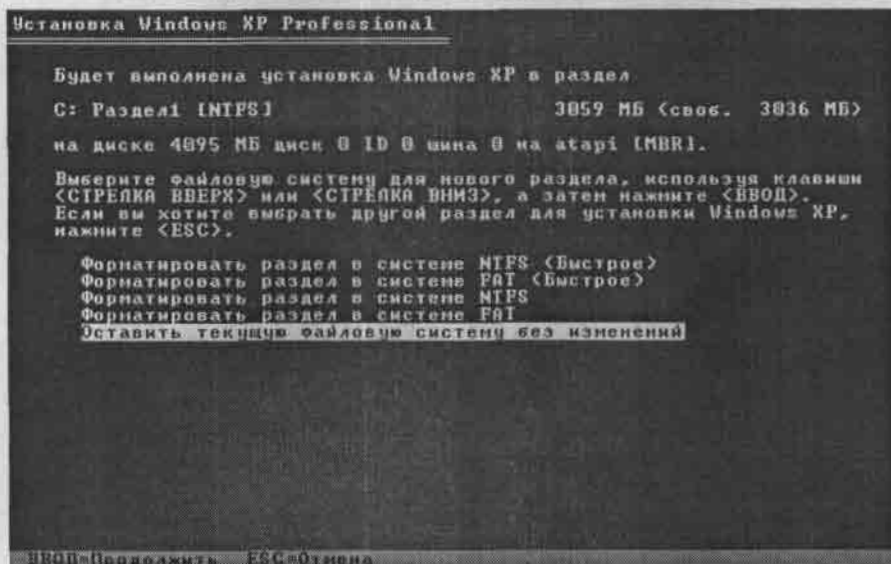 Установка Windows XP Professional
Будет выполнена установка Windows XP в раздел
C: Раздел1 [NTFS] 3059 МБ <своб. 3036 МБ>
на диске 4095 МБ диск 0 ID 0 шина 0 на atapi [MBR].
Выберите файловую систему для нового раздела, используя клавиши
<СТРЕЛКА ВВЕРХ> или <СТРЕЛКА ВНИЗ>, а затем нажмите <ВВОД>.
Если вы хотите выбрать другой раздел для установки Windows XP,
нажмите <ESC>.
Форматировать раздел в системе NTFS <Быстрое>
Форматировать раздел в системе FAT <Быстрое>
Форматировать раздел в системе NTFS
Форматировать раздел в системе FAT
Оставить текущую файловую систему без изменений
ВВОД=Продолжить ESC=Отмена